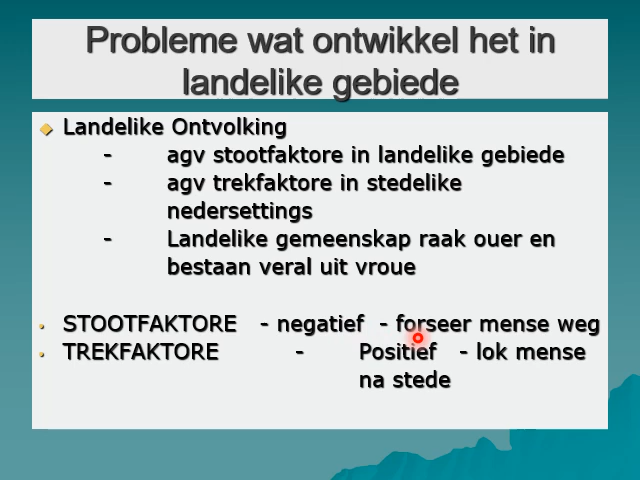 Probleme wat ontwikkel het in
landelike gebiede
Landelike Ontvolking
- agv stootfaktore in landelike gebiede
- agv trekfaktore in stedelike
nedersettings
- Landelike gemeenskap raak ouer en
bestaan veral uit vroue
STOOTFAKTORE - negatief - forseer mense weg
TREKFAKTORE - Positief - lok mense
na stede